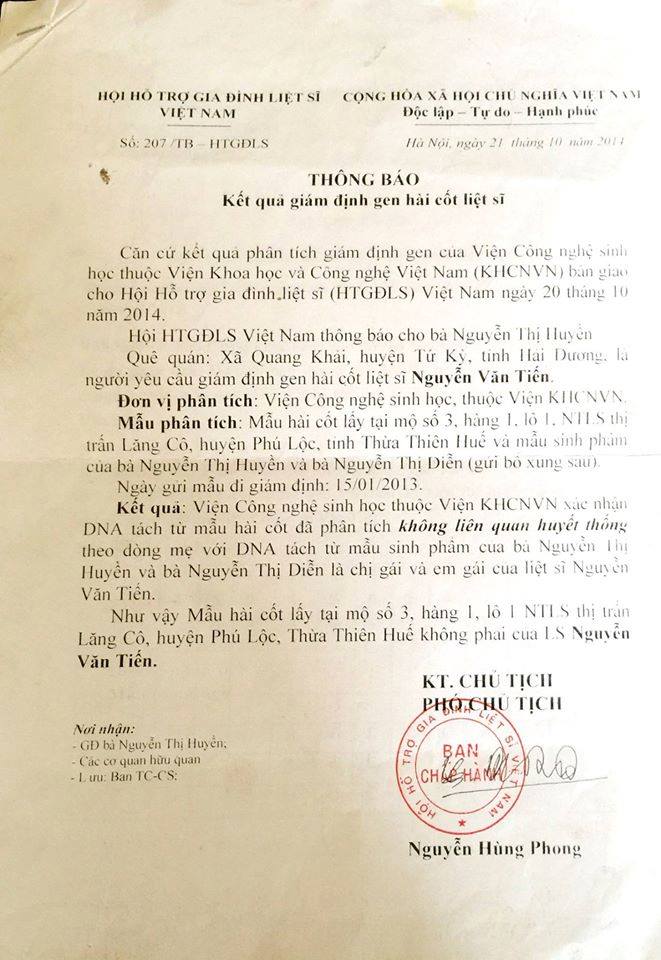 HỘI HỖ TRỢ GIA ĐÌNH LIỆT SĨ
VIỆT NAM
CỘNG HÒA XÃ HỘI CHỦ NGHĨA VIỆT NAM
Độc lập – Tự do – Hạnh phúc
Số: 207 /TB – HTGĐLS
Hà Nội, ngày 21 tháng 10 năm 2014
THÔNG BÁO
Kết quả giám định gen hài cốt liệt sĩ
Căn cứ kết quả phân tích giám định gen của Viện Công nghệ sinh
học thuộc Viện Khoa học và Công nghệ Việt Nam (KHCNVN) bàn giao
cho Hội Hỗ trợ gia đình liệt sĩ (HTGĐLS) Việt Nam ngày 20 tháng 10
năm 2014.
Hội HTGĐLS Việt Nam thông báo cho bà Nguyễn Thị Huyền
Quê quán: Xã Quang Khải, huyện Tứ Kỳ, tỉnh Hải Dương, là
người yêu cầu giám định gen hài cốt liệt sĩ Nguyễn Văn Tiến.
Đơn vị phân tích: Viện Công nghệ sinh học, thuộc Viện KHCNVN.
Mẫu phân tích: Mẫu hài cốt lấy tại mộ số 3, hàng 1, lô 1, NTLS thị
trấn Lăng Cô, huyện Phú Lộc, tỉnh Thừa Thiên Huế và mẫu sinh phẩm
của bà Nguyễn Thị Huyền và bà Nguyễn Thị Diễn (gửi bỏ xung sau).
Ngày gửi mẫu đi giám định: 15/01/2013.
Kết quả: Viện Công nghệ sinh học thuộc Viện KHCNVN xác nhận
DNA tách từ mẫu hài cốt đã phân tích không liên quan huyết thống
theo dòng mẹ với DNA tách từ mẫu sinh phẩm của bà Nguyễn Thị
Huyền và bà Nguyễn Thị Diễn là chị gái và em gái của liệt sĩ Nguyễn
Văn Tiến.
Như vậy Mẫu hài cốt lấy tại mộ số 3, hàng 1, lô 1 NTLS thị trấn
Lăng Cô, huyện Phú Lộc, Thừa Thiên Huế không phải của LS Nguyễn
Văn Tiến.
KT. CHỦ TỊCH
PHÓ CHỦ TỊCH
Nơi nhận:
- GĐ bà Nguyễn Thị Huyền;
- Các cơ quan hữu quan
- Lưu: Ban TC-CS;
HỘI HỖ TRỢ GIA ĐÌNH LIỆT SĨ VIỆT NAM
BAN
CHẤP HÀNH
Nguyễn Hùng Phong